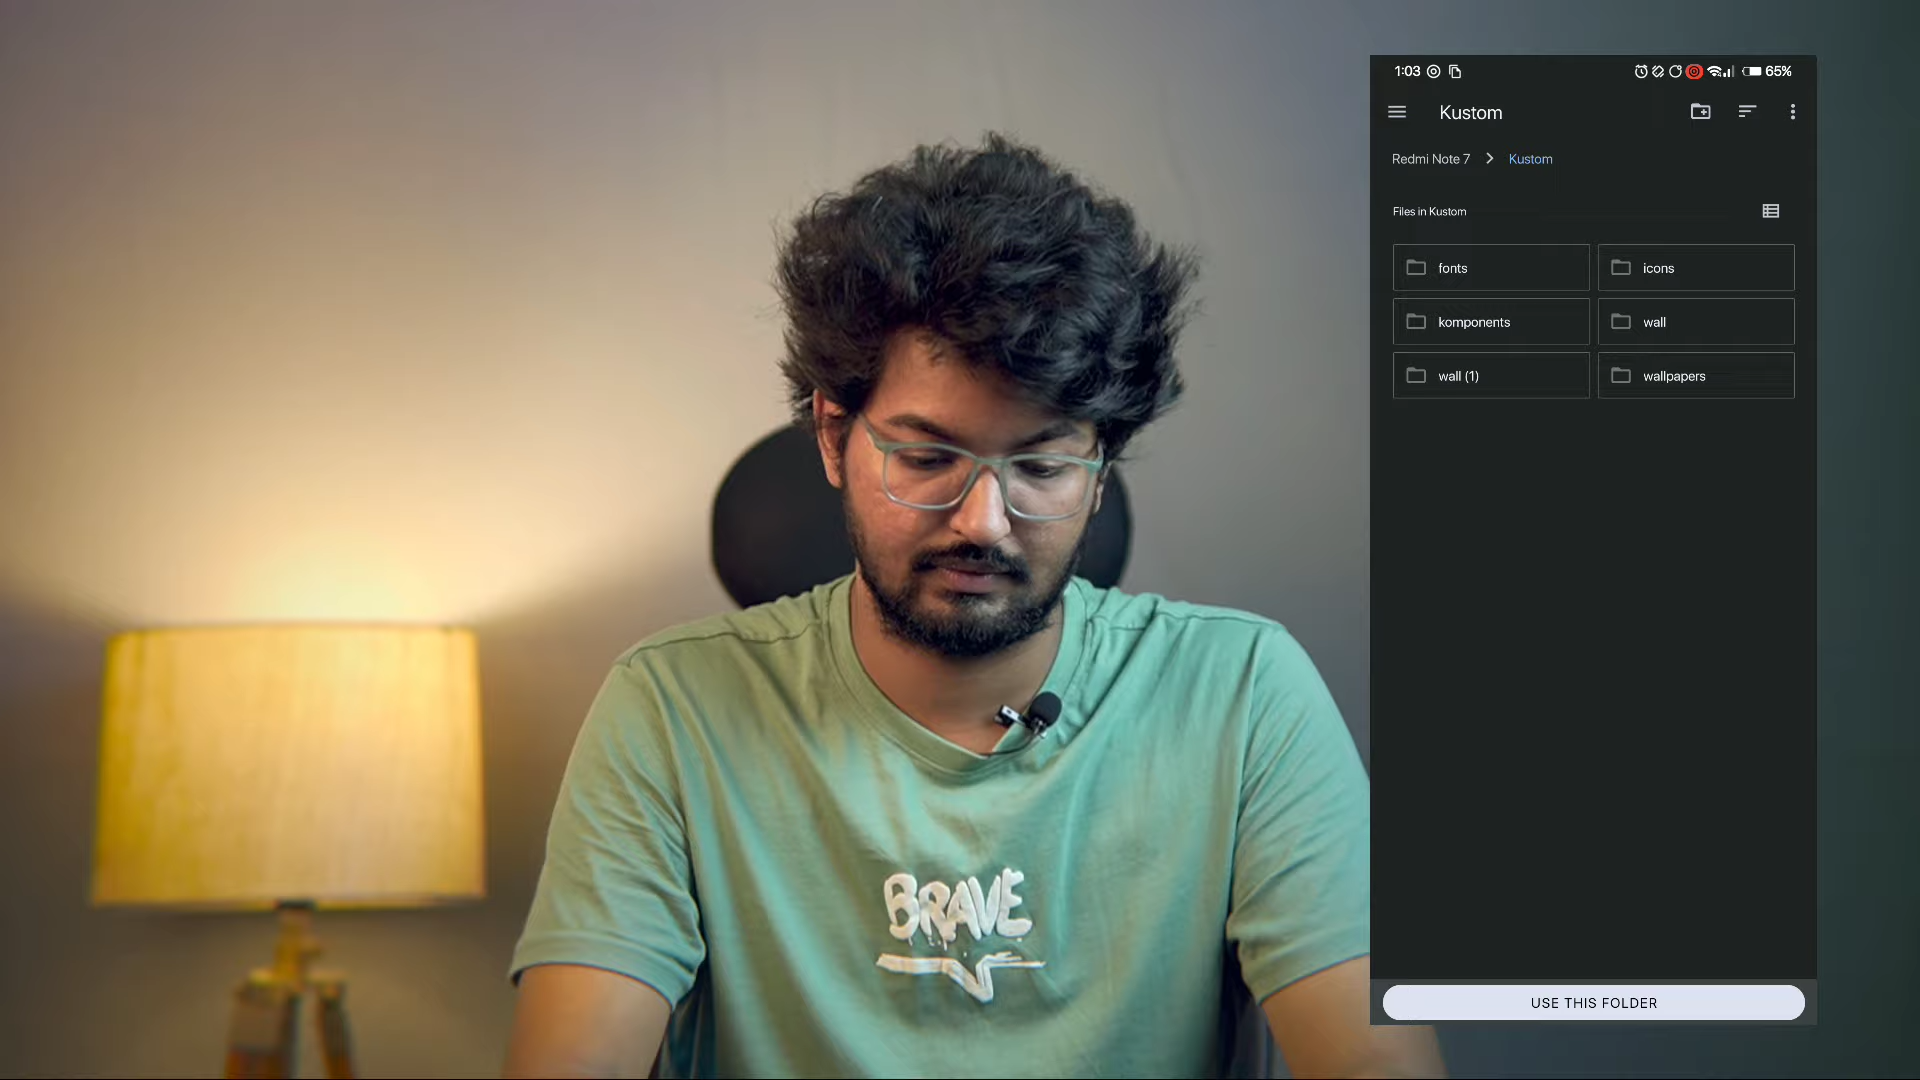 1:03 65%
Kustom
Redmi Note 7 > Kustom
Files in Kustom
fonts
icons
komponents
wall
wall (1)
wallpapers
USE THIS FOLDER
BRAVE